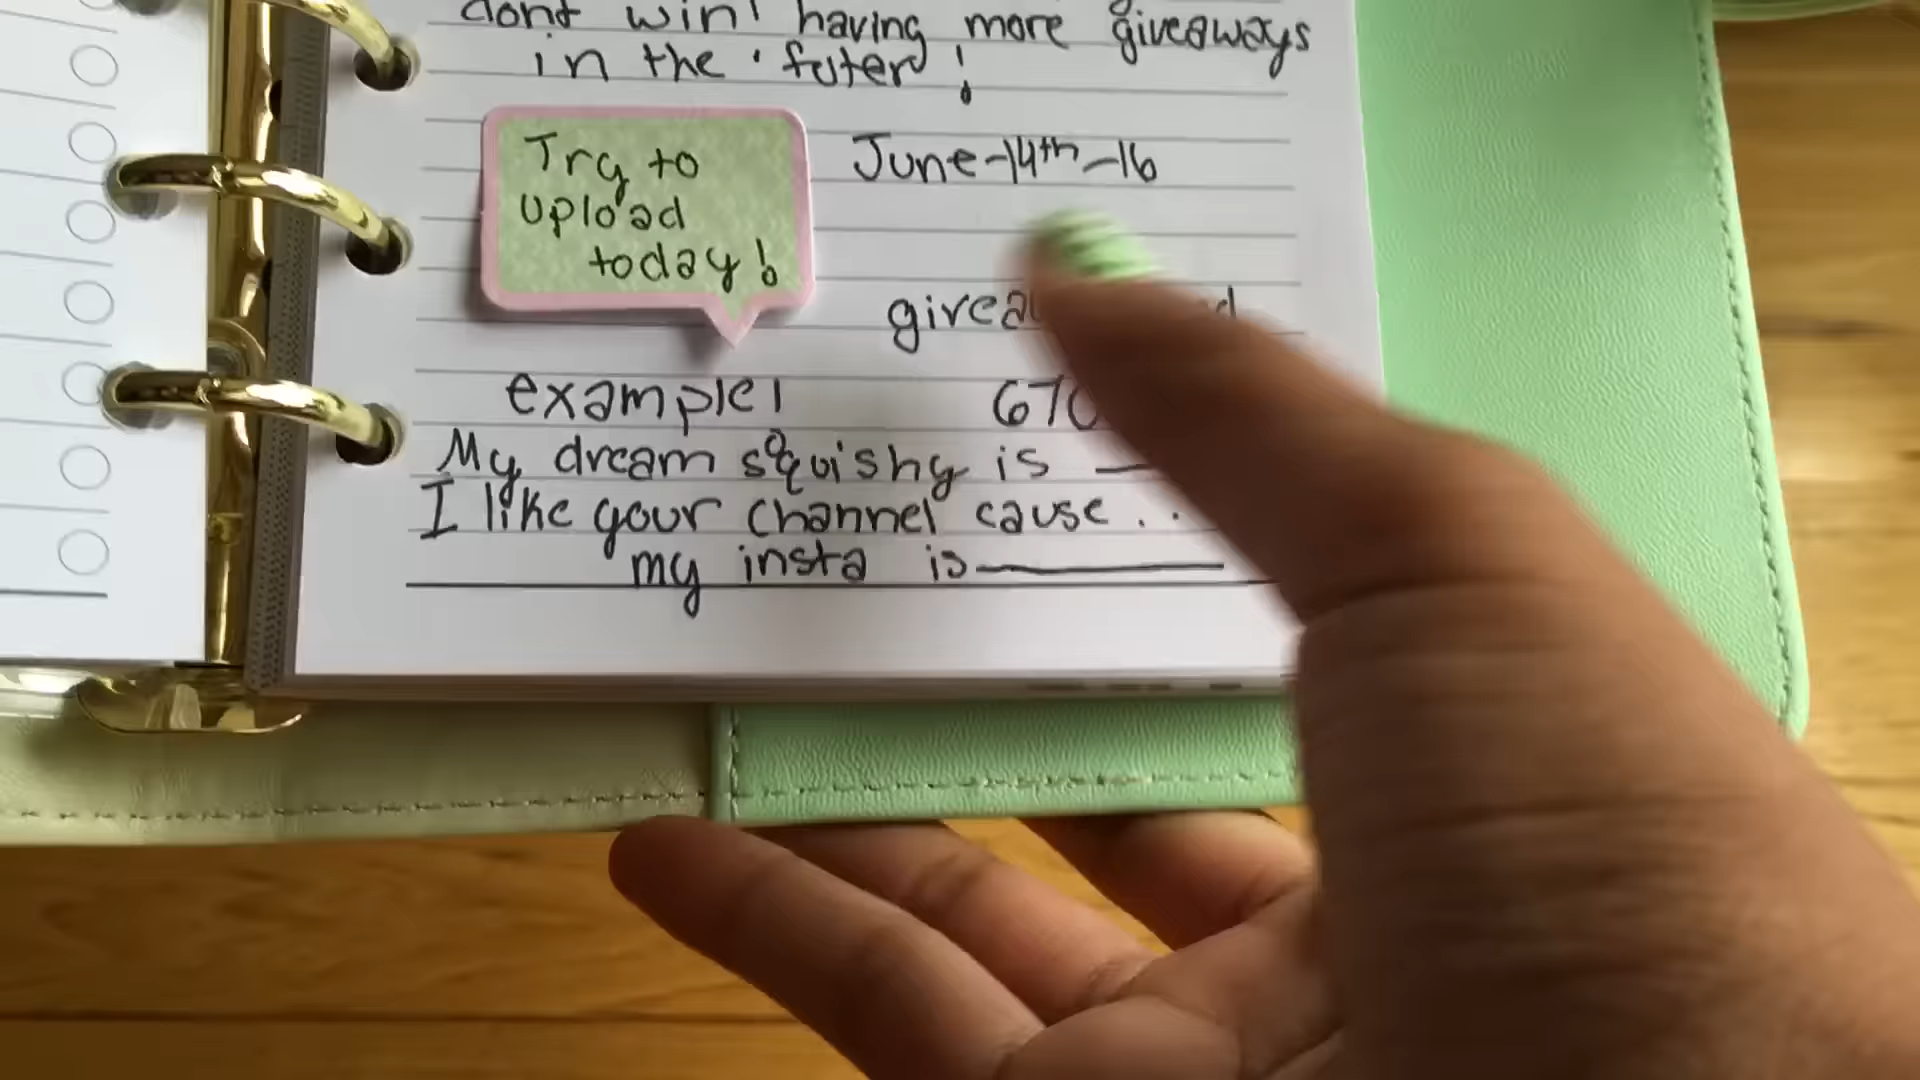 dont win! having more giveaways
in the futer!
Try to
upload
today!
June-14th-16
example!
My dream squishy is
I like your channel cause...
my insta is